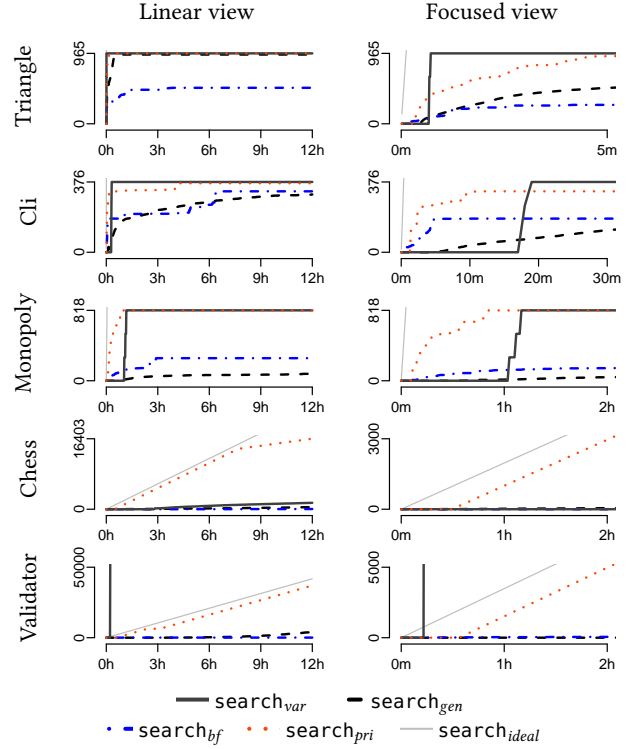 Linear view Focused view
Triangle
965
0
0h 3h 6h 9h 12h
965
0
0m 5m
Cli
376
0
0h 3h 6h 9h 12h
376
0
0m 10m 20m 30m
Monopoly
818
0
0h 3h 6h 9h 12h
818
0
0m 1h 2h
Chess
16403
0
0h 3h 6h 9h 12h
3000
0
0m 1h 2h
Validator
50000
0
0h 3h 6h 9h 12h
50000
0
0m 1h 2h
search_var search_gen
search_bf search_pri search_ideal